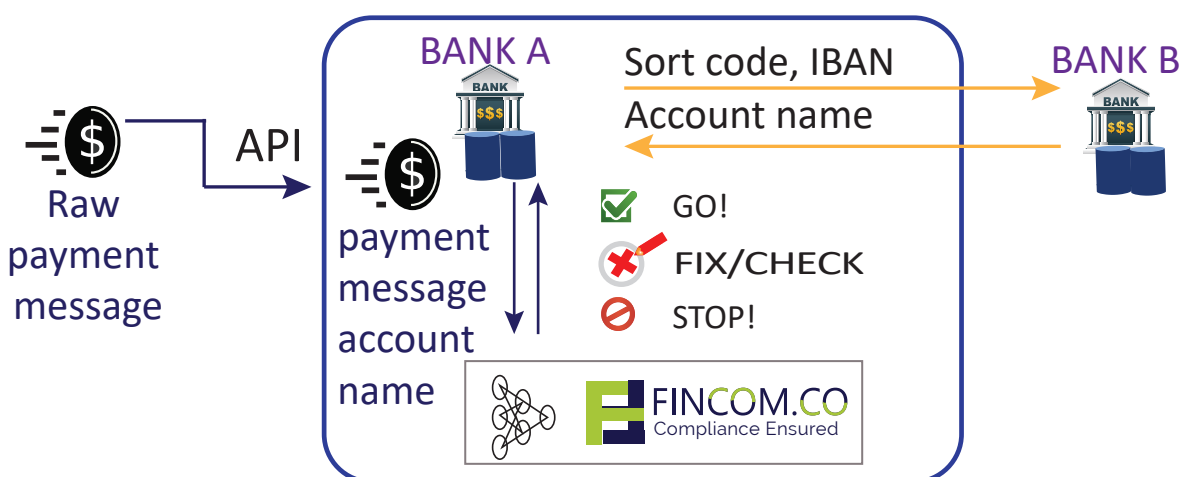 Raw
payment
message
API
BANK A
BANK
$$$
$
$
payment
message
account
name
Sort code, IBAN
Account name
BANK B
BANK
$$$
GO!
FIX/CHECK
STOP!
FINCOM.CO
Compliance Ensured